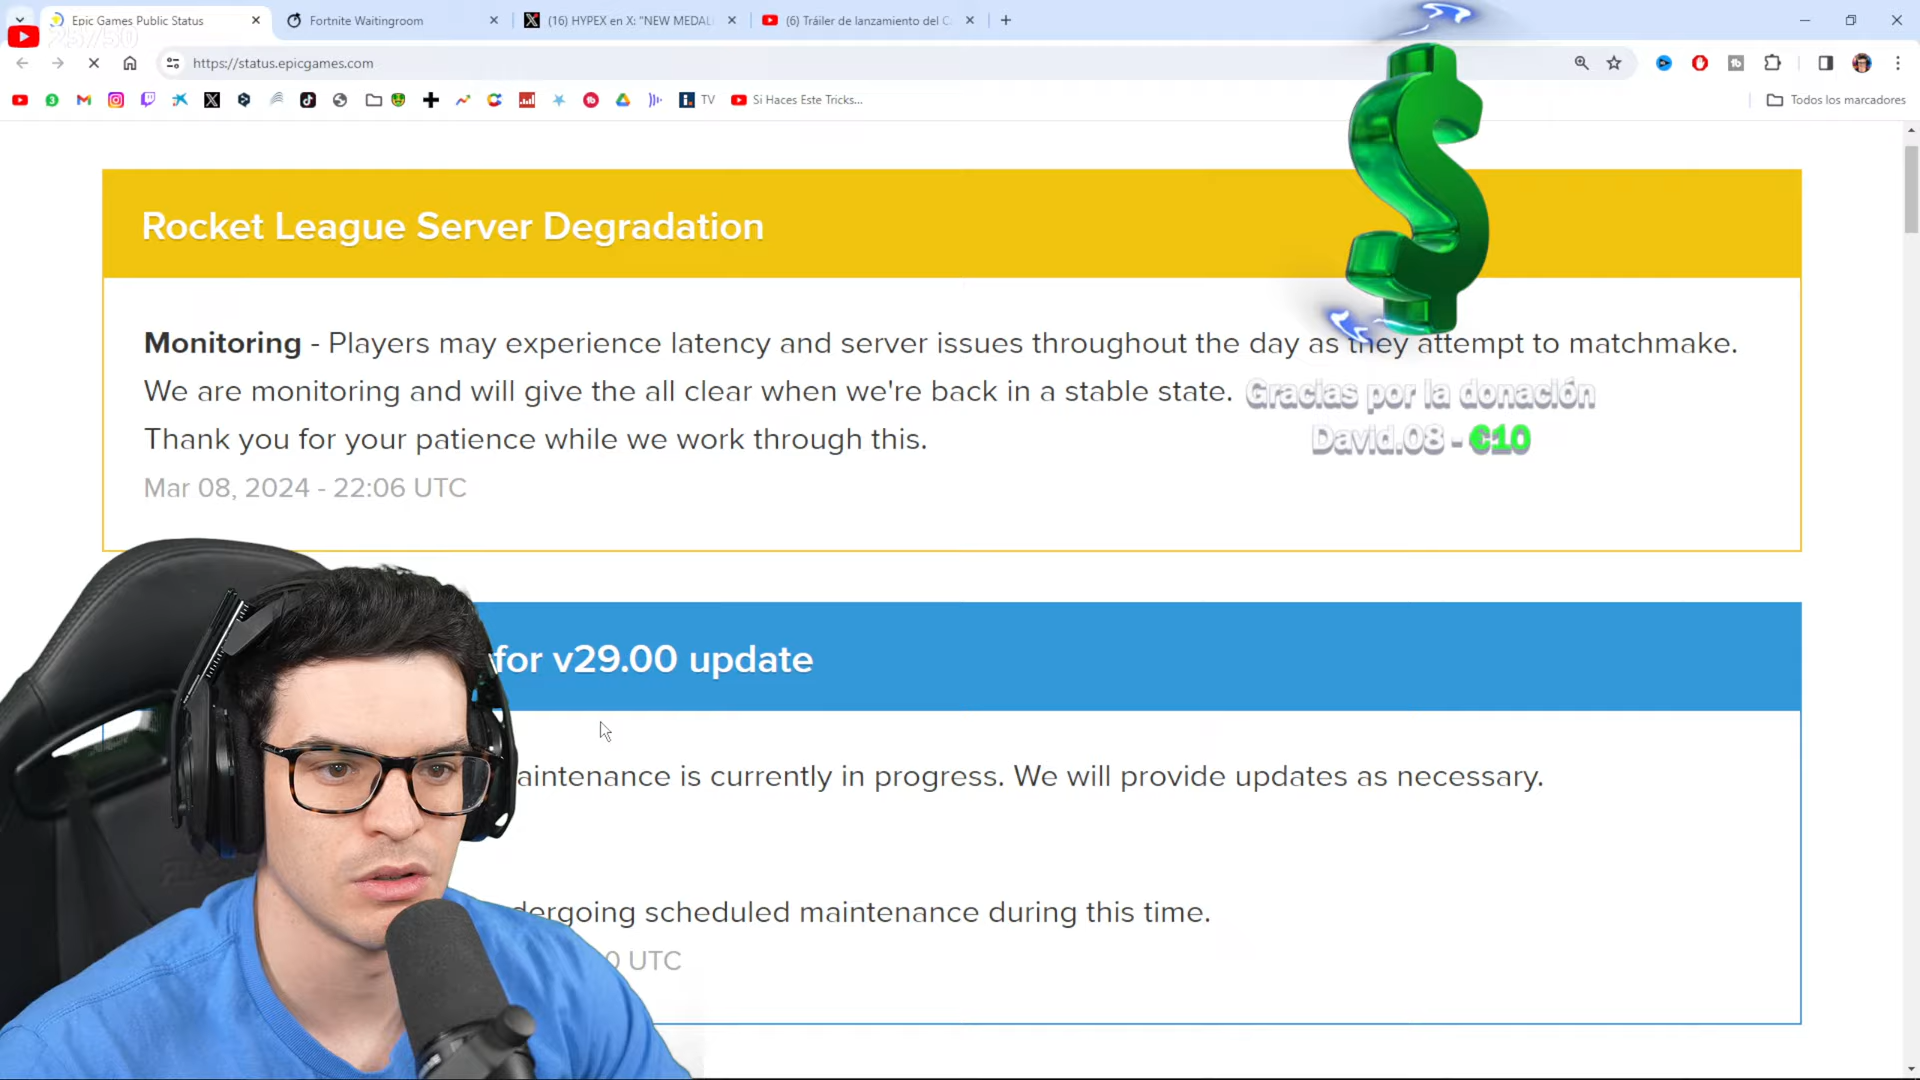 Epic Games Public Status
Fortnite Waitingroom
(16) HYPEX en X: "NEW MEDAL
(6) Tráiler de lanzamiento del C
257/50
https://status.epicgames.com
TV
Si Haces Este Tricks...
Todos los marcadores
Rocket League Server Degradation
Monitoring - Players may experience latency and server issues throughout the day as they attempt to matchmake.
We are monitoring and will give the all clear when we're back in a stable state.
Thank you for your patience while we work through this.
Mar 08, 2024 - 22:06 UTC
Gracias por la donación
David.08 - €10
for v29.00 update
aintenance is currently in progress. We will provide updates as necessary.
dergoing scheduled maintenance during this time.
0 UTC